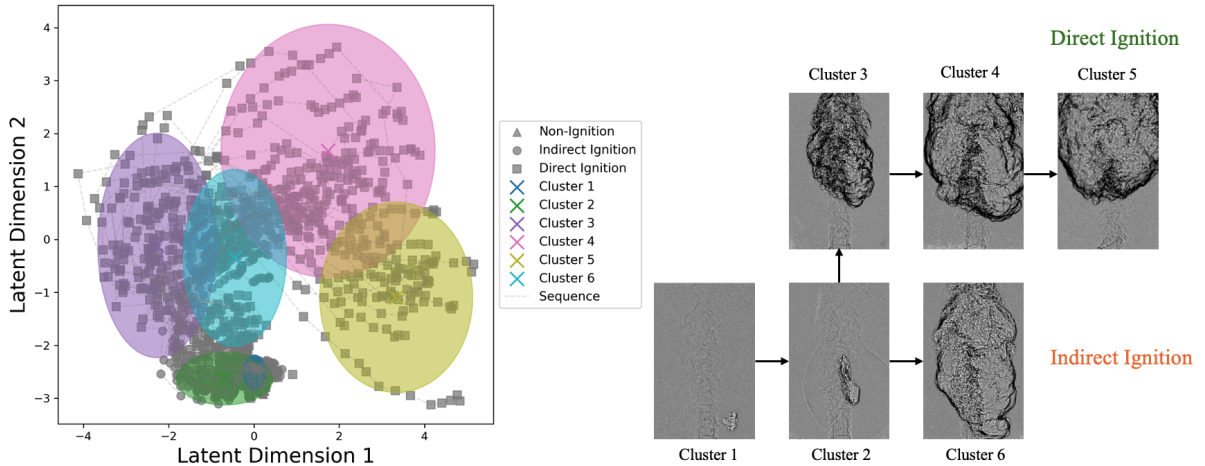 Latent Dimension 2
4
3
2
1
0
−1
−2
−3
−4
−2
0
2
4
Latent Dimension 1
Non-Ignition
Indirect Ignition
Direct Ignition
Cluster 1
Cluster 2
Cluster 3
Cluster 4
Cluster 5
Cluster 6
Sequence
Direct Ignition
Cluster 3
Cluster 4
Cluster 5
Indirect Ignition
Cluster 1
Cluster 2
Cluster 6